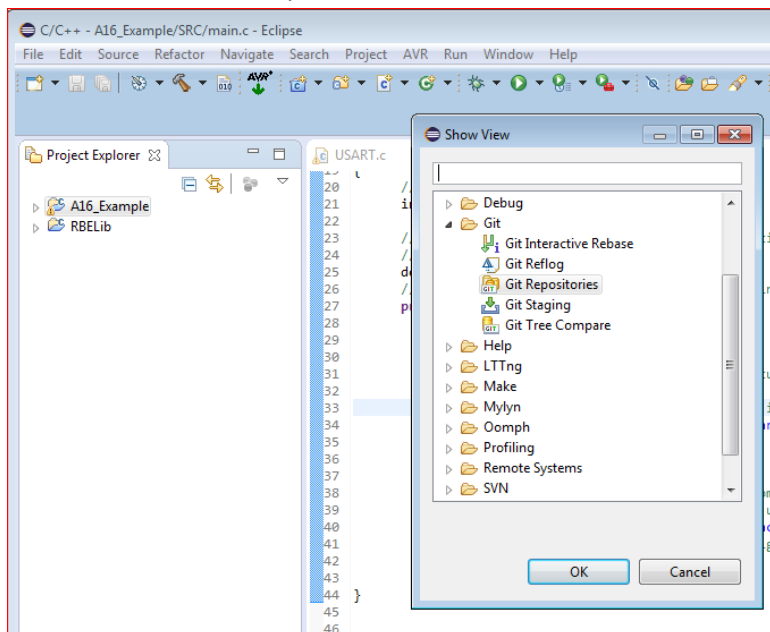 C/C++ - A16_Example/SRC/main.c - Eclipse
File Edit Source Refactor Navigate Search Project AVR Run Window Help
010 AVR
Project Explorer
USART.c
A16_Example
RBELib
19 {
20 //
21
22
23
24 //
25
26 //
27
28
29
30
31
32
33
34
35
36
37
38
39
40
41
42
43
44 }
45
46
Show View
Debug
Git
Git Interactive Rebase
Git Reflog
Git Repositories
Git Staging
Git Tree Compare
Help
LTTng
Make
Mylyn
Oomph
Profiling
Remote Systems
SVN
OK Cancel